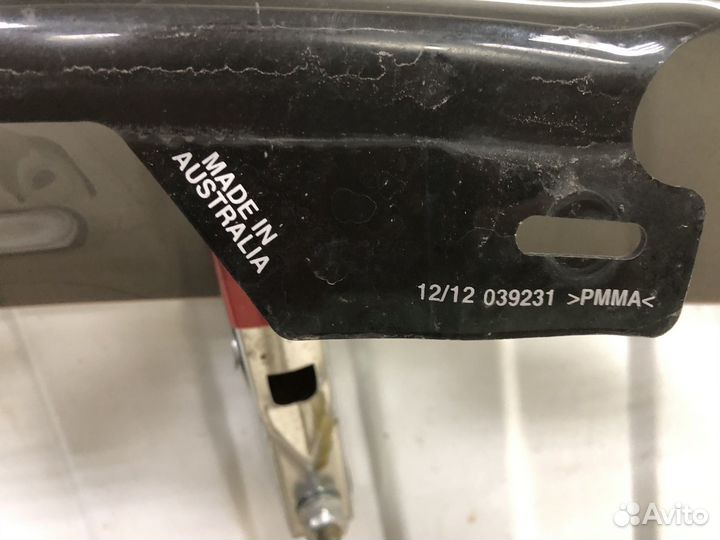 MADE IN
AUSTRALIA
12/12 039231 >PMMA<
Avito